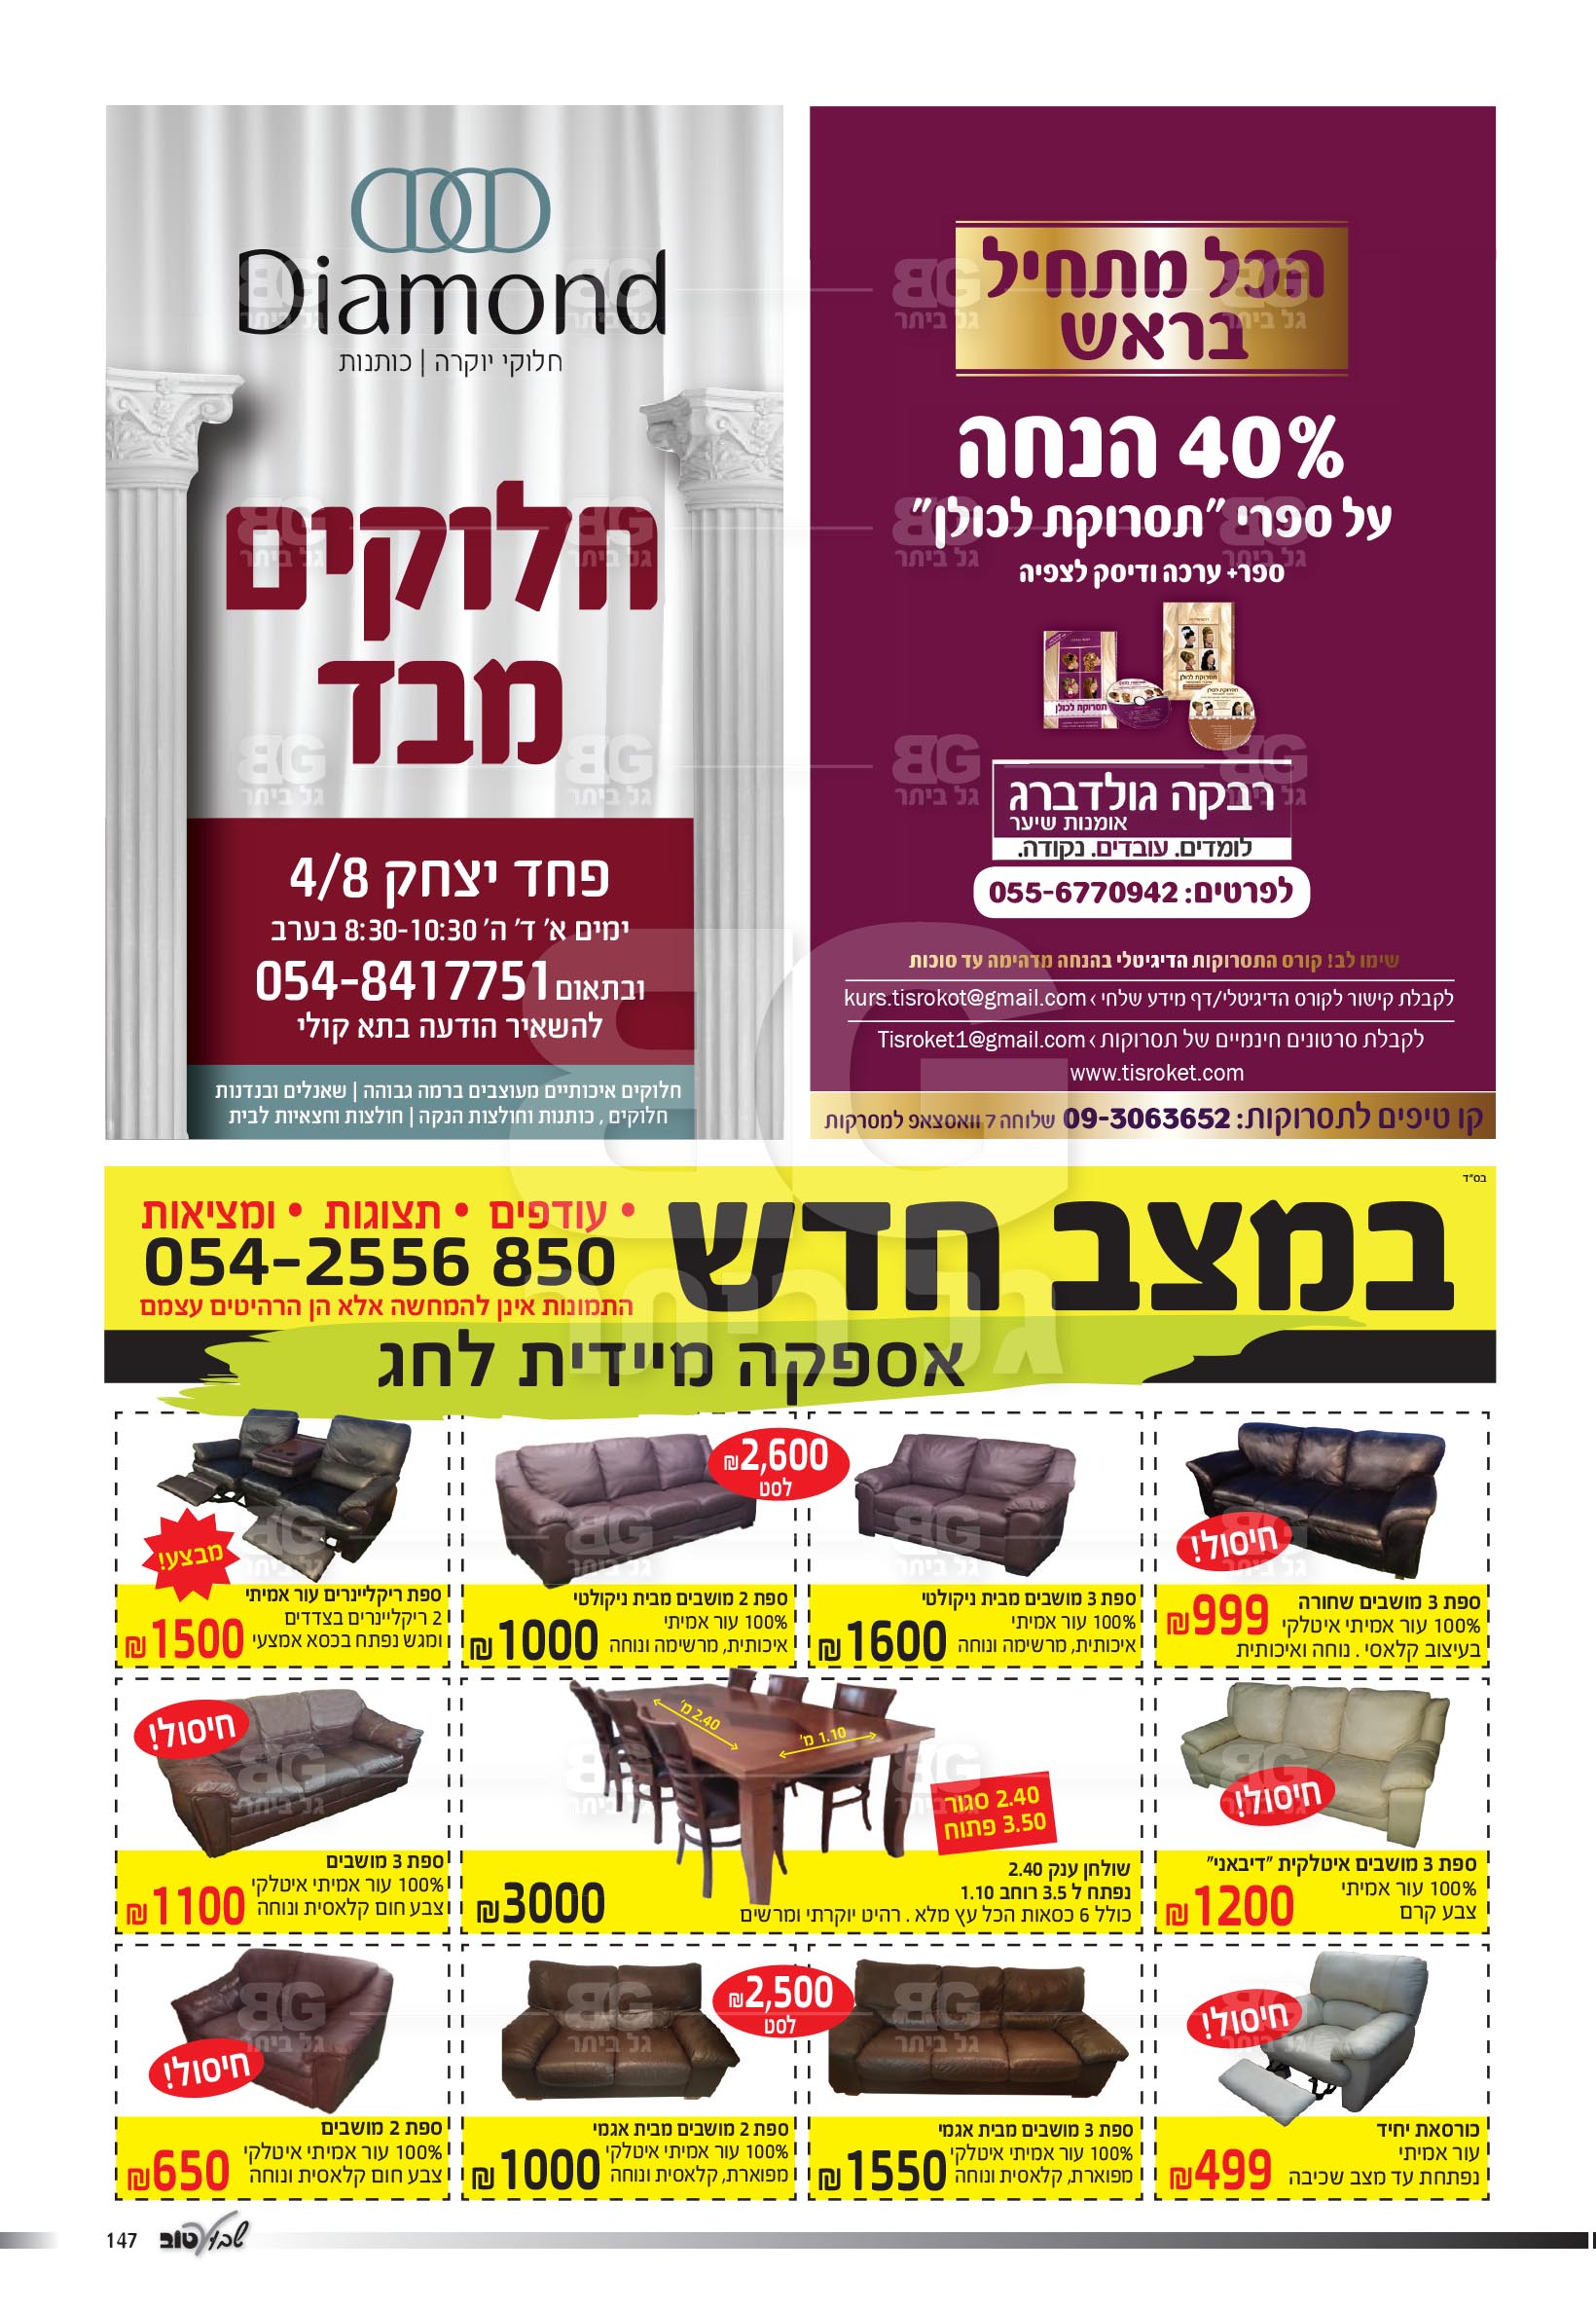 הכל מתחיל
בראש
40% הנחה
על ספרי "תסרוקת לכולן"
ספר+ ערכה ודיסק לצפיה
תסרוקת לכולן
תסרוקת לכולן
רבקה גולדברג
אומנות שיער
לומדים. עובדים. נקודה.
לפרטים: 055-6770942
שימו לב! קורס התסרוקות הדיגיטלי בהנחה מדהימה עד סוכות
לקבלת קישור לקורס הדיגיטלי/דף מידע שלחי › kurs.tisrokot@gmail.com
לקבלת סרטונים חינמיים של תסרוקות › Tisroket1@gmail.com
www.tisroket.com
קו טיפים לתסרוקות: 09-3063652 שלוחה 7 וואטצאפ למסרקות
Diamond
חלוקי יוקרה | כותנות
חלוקים
מבד
פחד יצחק 4/8
ימים א' ד' ה' 8:30-10:30 בערב
ובתאום 054-8417751
להשאיר הודעה בתא קולי
חלוקים איכותיים מעוצבים ברמה גבוהה | שאנלים ובנדנות
חלוקים , כותנות וחולצות הנקה | חולצות וחצאיות לבית
בס"ד
במצב חדש
• עודפים • תצוגות • ומציאות
054-2556 850
התמונות אינן להמחשה אלא הן הרהיטים עצמם
אספקה מיידית לחג
חיסול!
ספת 3 מושבים שחורה
100% עור אמיתי איטלקי
בעיצוב קלאסי . נוחה ואיכותית
999₪
2,600₪
לסט
ספת 3 מושבים מבית ניקולטי
100% עור אמיתי
איכותית, מרשימה ונוחה
1600₪
ספת 2 מושבים מבית ניקולטי
100% עור אמיתי
איכותית, מרשימה ונוחה
1000₪
מבצע!
ספת ריקליינרים עור אמיתי
2 ריקליינרים בצדדים
ומגש נפתח בכסא אמצעי
1500₪
חיסול!
ספת 3 מושבים איטלקית "דיבאני"
100% עור אמיתי
צבע קרם
1200₪
2.40 מ'
1.10 מ'
2.40 סגור
3.50 פתוח
שולחן ענק 2.40
נפתח ל 3.5 רוחב 1.10
כולל 6 כסאות הכל עץ מלא . רהיט יוקרתי ומרשים
3000₪
חיסול!
ספת 3 מושבים
100% עור אמיתי איטלקי
צבע חום קלאסית ונוחה
1100₪
חיסול!
כורסאת יחיד
עור אמיתי
נפתחת עד מצב שכיבה
499₪
2,500₪
לסט
ספת 3 מושבים מבית אגמי
100% עור אמיתי איטלקי
מפוארת, קלאסית ונוחה
1550₪
ספת 2 מושבים מבית אגמי
100% עור אמיתי איטלקי
מפוארת, קלאסית ונוחה
1000₪
חיסול!
ספת 2 מושבים
100% עור אמיתי איטלקי
צבע חום קלאסית ונוחה
650₪
שבוע טוב
147
BG
גל ביתר